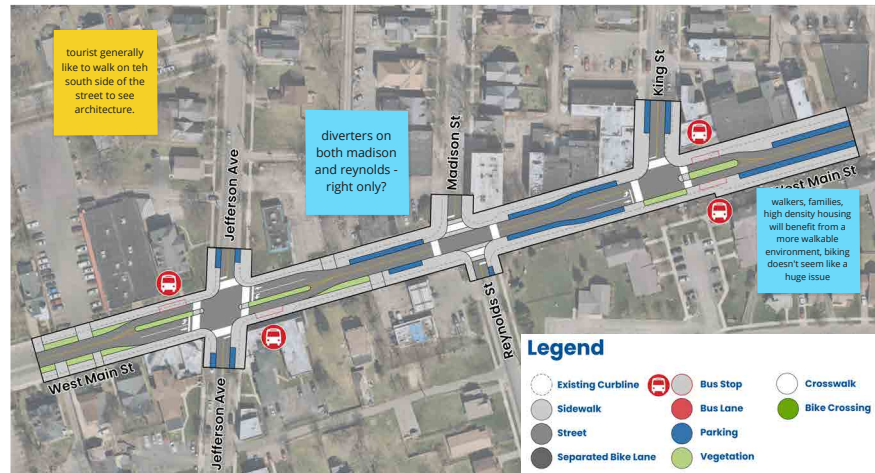 tourist generally
like to walk on teh
south side of the
street to see
architecture.
diverters on
both madison
and reynolds -
right only?
Jefferson Ave
Madison St
King St
West Main St
walkers, families,
high density housing
will benefit from a
more walkable
environment, biking
doesn't seem like a
huge issue
West Main St
Jefferson Ave
Reynolds St
Legend
Existing Curbline
Bus Stop
Crosswalk
Sidewalk
Bus Lane
Bike Crossing
Street
Parking
Separated Bike Lane
Vegetation